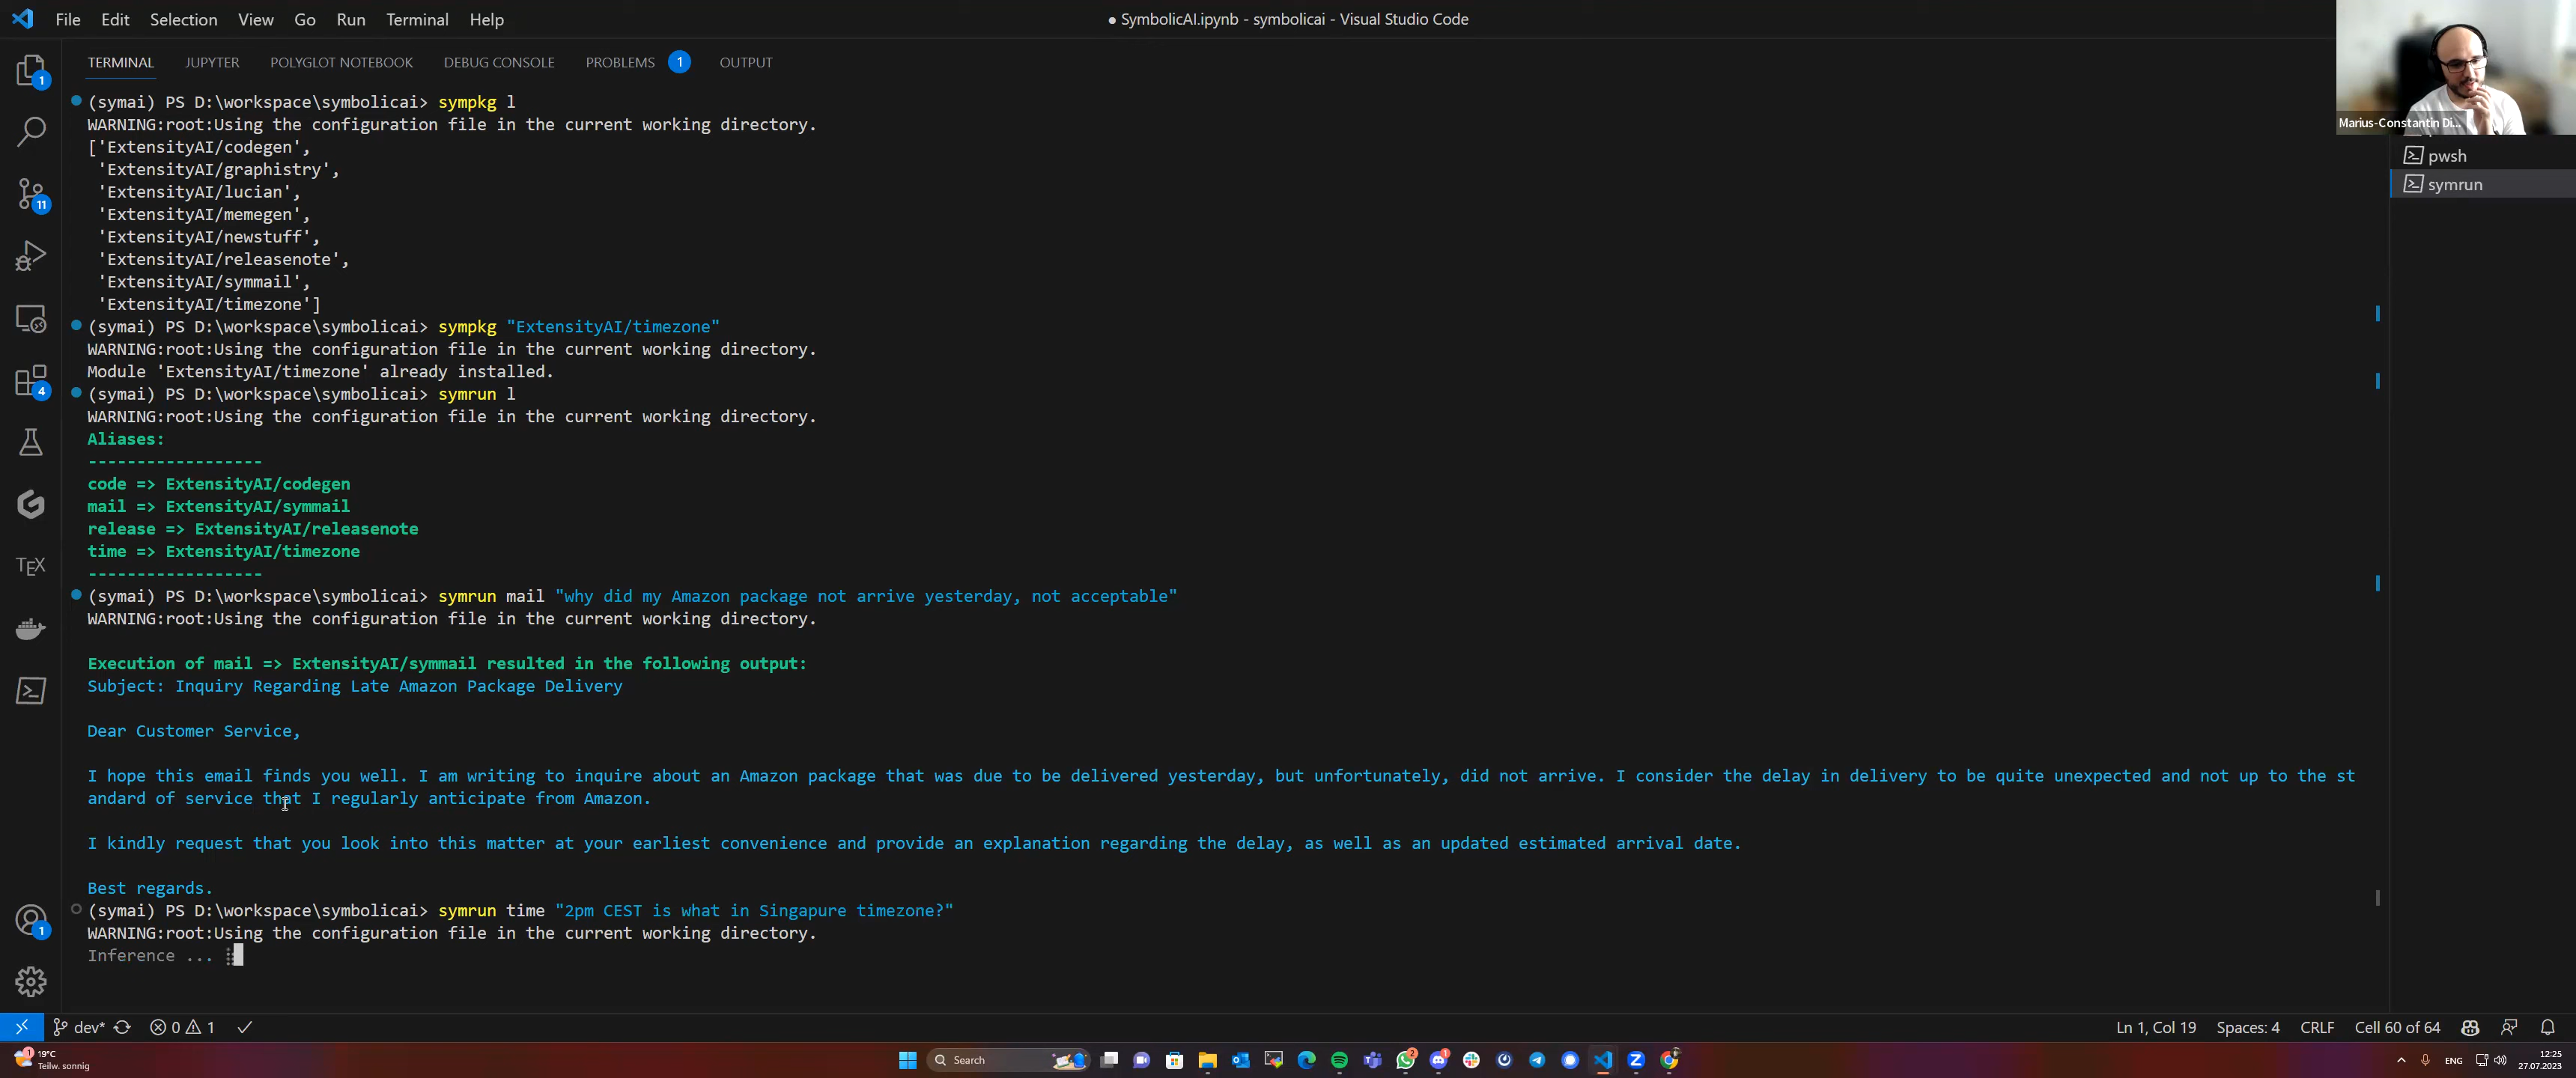 File Edit Selection View Go Run Terminal Help
● SymbolicAI.ipynb - symbolicai - Visual Studio Code
TERMINAL JUPYTER POLYGLOT NOTEBOOK DEBUG CONSOLE PROBLEMS 1 OUTPUT
Marius-Constantin Di...
pwsh
symrun
1
11
4
TEX
1
(symai) PS D:\workspace\symbolicai> sympkg l
WARNING:root:Using the configuration file in the current working directory.
['ExtensityAI/codegen',
'ExtensityAI/graphistry',
'ExtensityAI/lucian',
'ExtensityAI/memegen',
'ExtensityAI/newstuff',
'ExtensityAI/releasenote',
'ExtensityAI/symmail',
'ExtensityAI/timezone']
(symai) PS D:\workspace\symbolicai> sympkg "ExtensityAI/timezone"
WARNING:root:Using the configuration file in the current working directory.
Module 'ExtensityAI/timezone' already installed.
(symai) PS D:\workspace\symbolicai> symrun l
WARNING:root:Using the configuration file in the current working directory.
Aliases:
------------------
code => ExtensityAI/codegen
mail => ExtensityAI/symmail
release => ExtensityAI/releasenote
time => ExtensityAI/timezone
------------------
(symai) PS D:\workspace\symbolicai> symrun mail "why did my Amazon package not arrive yesterday, not acceptable"
WARNING:root:Using the configuration file in the current working directory.
Execution of mail => ExtensityAI/symmail resulted in the following output:
Subject: Inquiry Regarding Late Amazon Package Delivery
Dear Customer Service,
I hope this email finds you well. I am writing to inquire about an Amazon package that was due to be delivered yesterday, but unfortunately, did not arrive. I consider the delay in delivery to be quite unexpected and not up to the st
andard of service that I regularly anticipate from Amazon.
I kindly request that you look into this matter at your earliest convenience and provide an explanation regarding the delay, as well as an updated estimated arrival date.
Best regards.
(symai) PS D:\workspace\symbolicai> symrun time "2pm CEST is what in Singapure timezone?"
WARNING:root:Using the configuration file in the current working directory.
Inference ...
dev* 0 1 Ln 1, Col 19 Spaces: 4 CRLF Cell 60 of 64
19°C
Teilw. sonnig
Search
ENG
12:25
27.07.2023